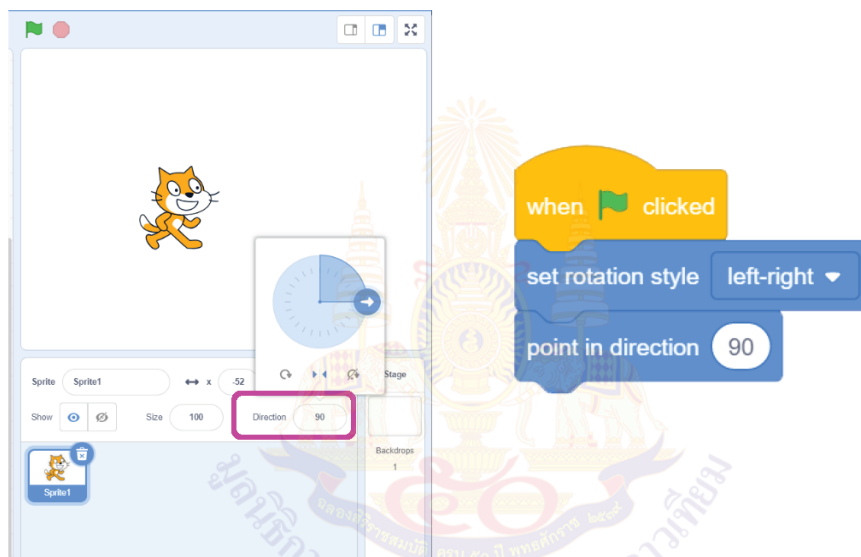 Sprite Sprite1 x -52 Stage
Show Size 100 Direction 90
Backdrops
1
Sprite1
when clicked
set rotation style left-right
point in direction 90